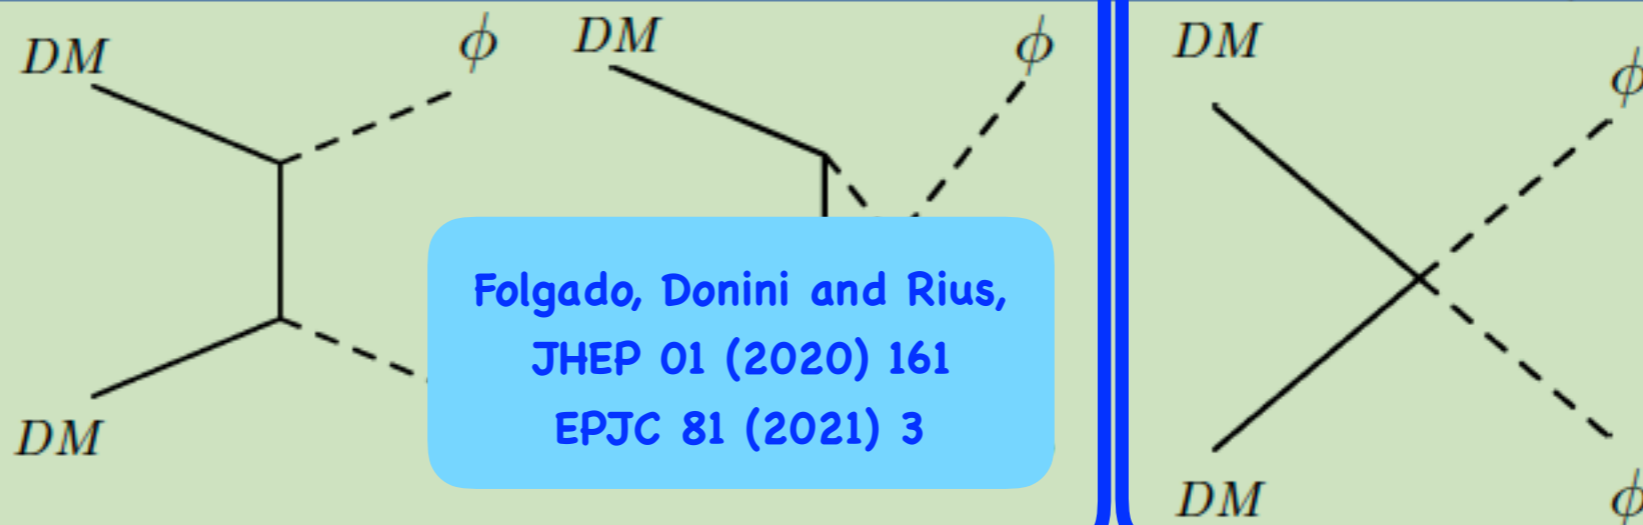 DM
ϕ
DM
ϕ
DM
ϕ
Folgado, Donini and Rius,
JHEP 01 (2020) 161
EPJC 81 (2021) 3
DM
DM
ϕ